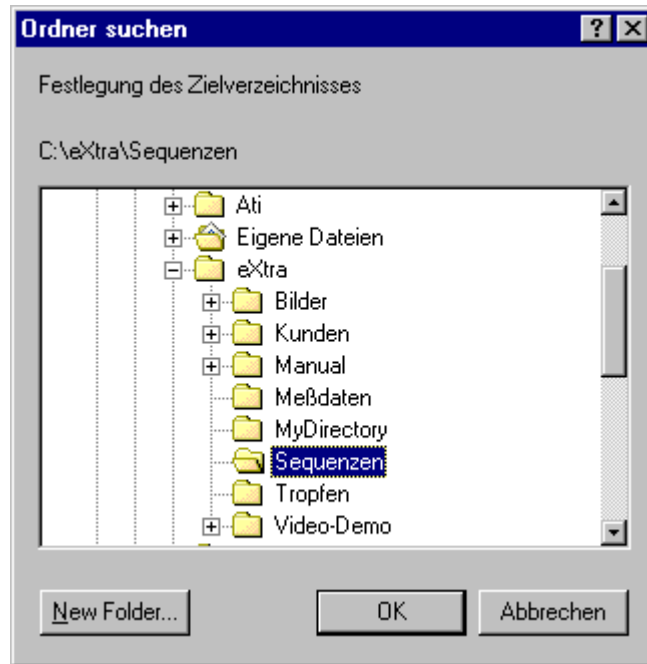 Ordner suchen
Festlegung des Zielverzeichnisses
C:\eXtra\Sequenzen
Ati
Eigene Dateien
eXtra
Bilder
Kunden
Manual
Meßdaten
MyDirectory
Sequenzen
Tropfen
Video-Demo
New Folder... OK Abbrechen